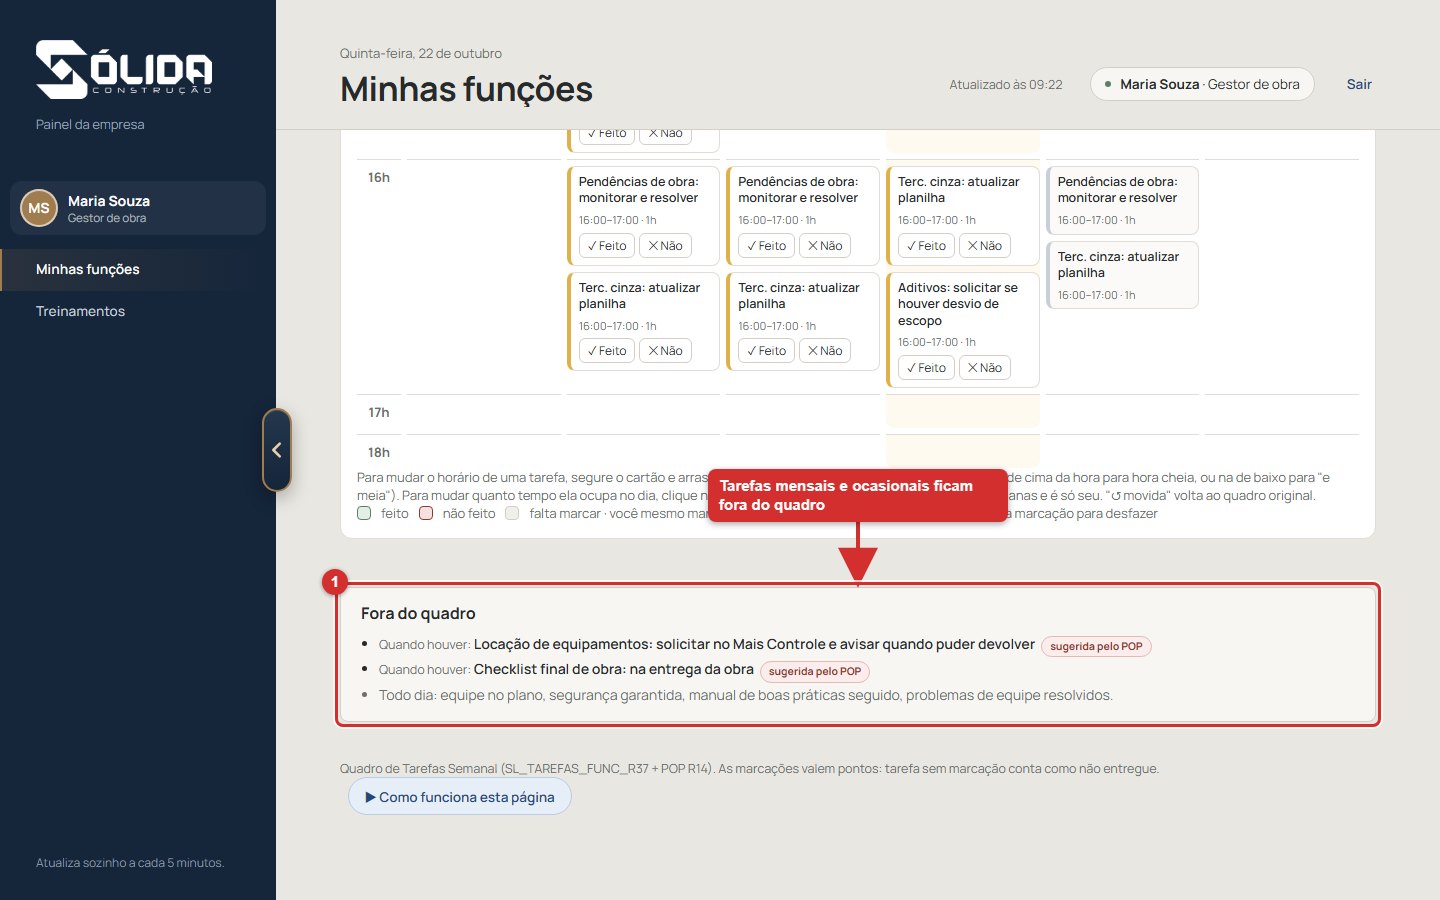 SÓLIDA
CONSTRUÇÃO
Painel da empresa
MS
Maria Souza
Gestor de obra
Minhas funções
Treinamentos
Atualiza sozinho a cada 5 minutos.
Quinta-feira, 22 de outubro
Minhas funções
Atualizado às 09:22
Maria Souza · Gestor de obra
Sair
✓ Feito ✕ Não
16h
Pendências de obra:
monitorar e resolver
16:00–17:00 · 1h
✓ Feito ✕ Não
Terc. cinza: atualizar
planilha
16:00–17:00 · 1h
✓ Feito ✕ Não
Pendências de obra:
monitorar e resolver
16:00–17:00 · 1h
✓ Feito ✕ Não
Terc. cinza: atualizar
planilha
16:00–17:00 · 1h
✓ Feito ✕ Não
Terc. cinza: atualizar
planilha
16:00–17:00 · 1h
✓ Feito ✕ Não
Aditivos: solicitar se
houver desvio de
escopo
16:00–17:00 · 1h
✓ Feito ✕ Não
Pendências de obra:
monitorar e resolver
16:00–17:00 · 1h
Terc. cinza: atualizar
planilha
16:00–17:00 · 1h
17h
18h
Para mudar o horário de uma tarefa, segure o cartão e de cima da hora para hora cheia, ou na de baixo para "e
meia"). Para mudar quanto tempo ela ocupa no dia, clique e é só seu. "↺ movida" volta ao quadro original.
feito não feito falta marcar · você mesmo marcação para desfazer
Tarefas mensais e ocasionais ficam
fora do quadro
1
Fora do quadro
• Quando houver: Locação de equipamentos: solicitar no Mais Controle e avisar quando puder devolver sugerida pelo POP
• Quando houver: Checklist final de obra: na entrega da obra sugerida pelo POP
• Todo dia: equipe no plano, segurança garantida, manual de boas práticas seguido, problemas de equipe resolvidos.
Quadro de Tarefas Semanal (SL_TAREFAS_FUNC_R37 + POP R14). As marcações valem pontos: tarefa sem marcação conta como não entregue.
▶ Como funciona esta página